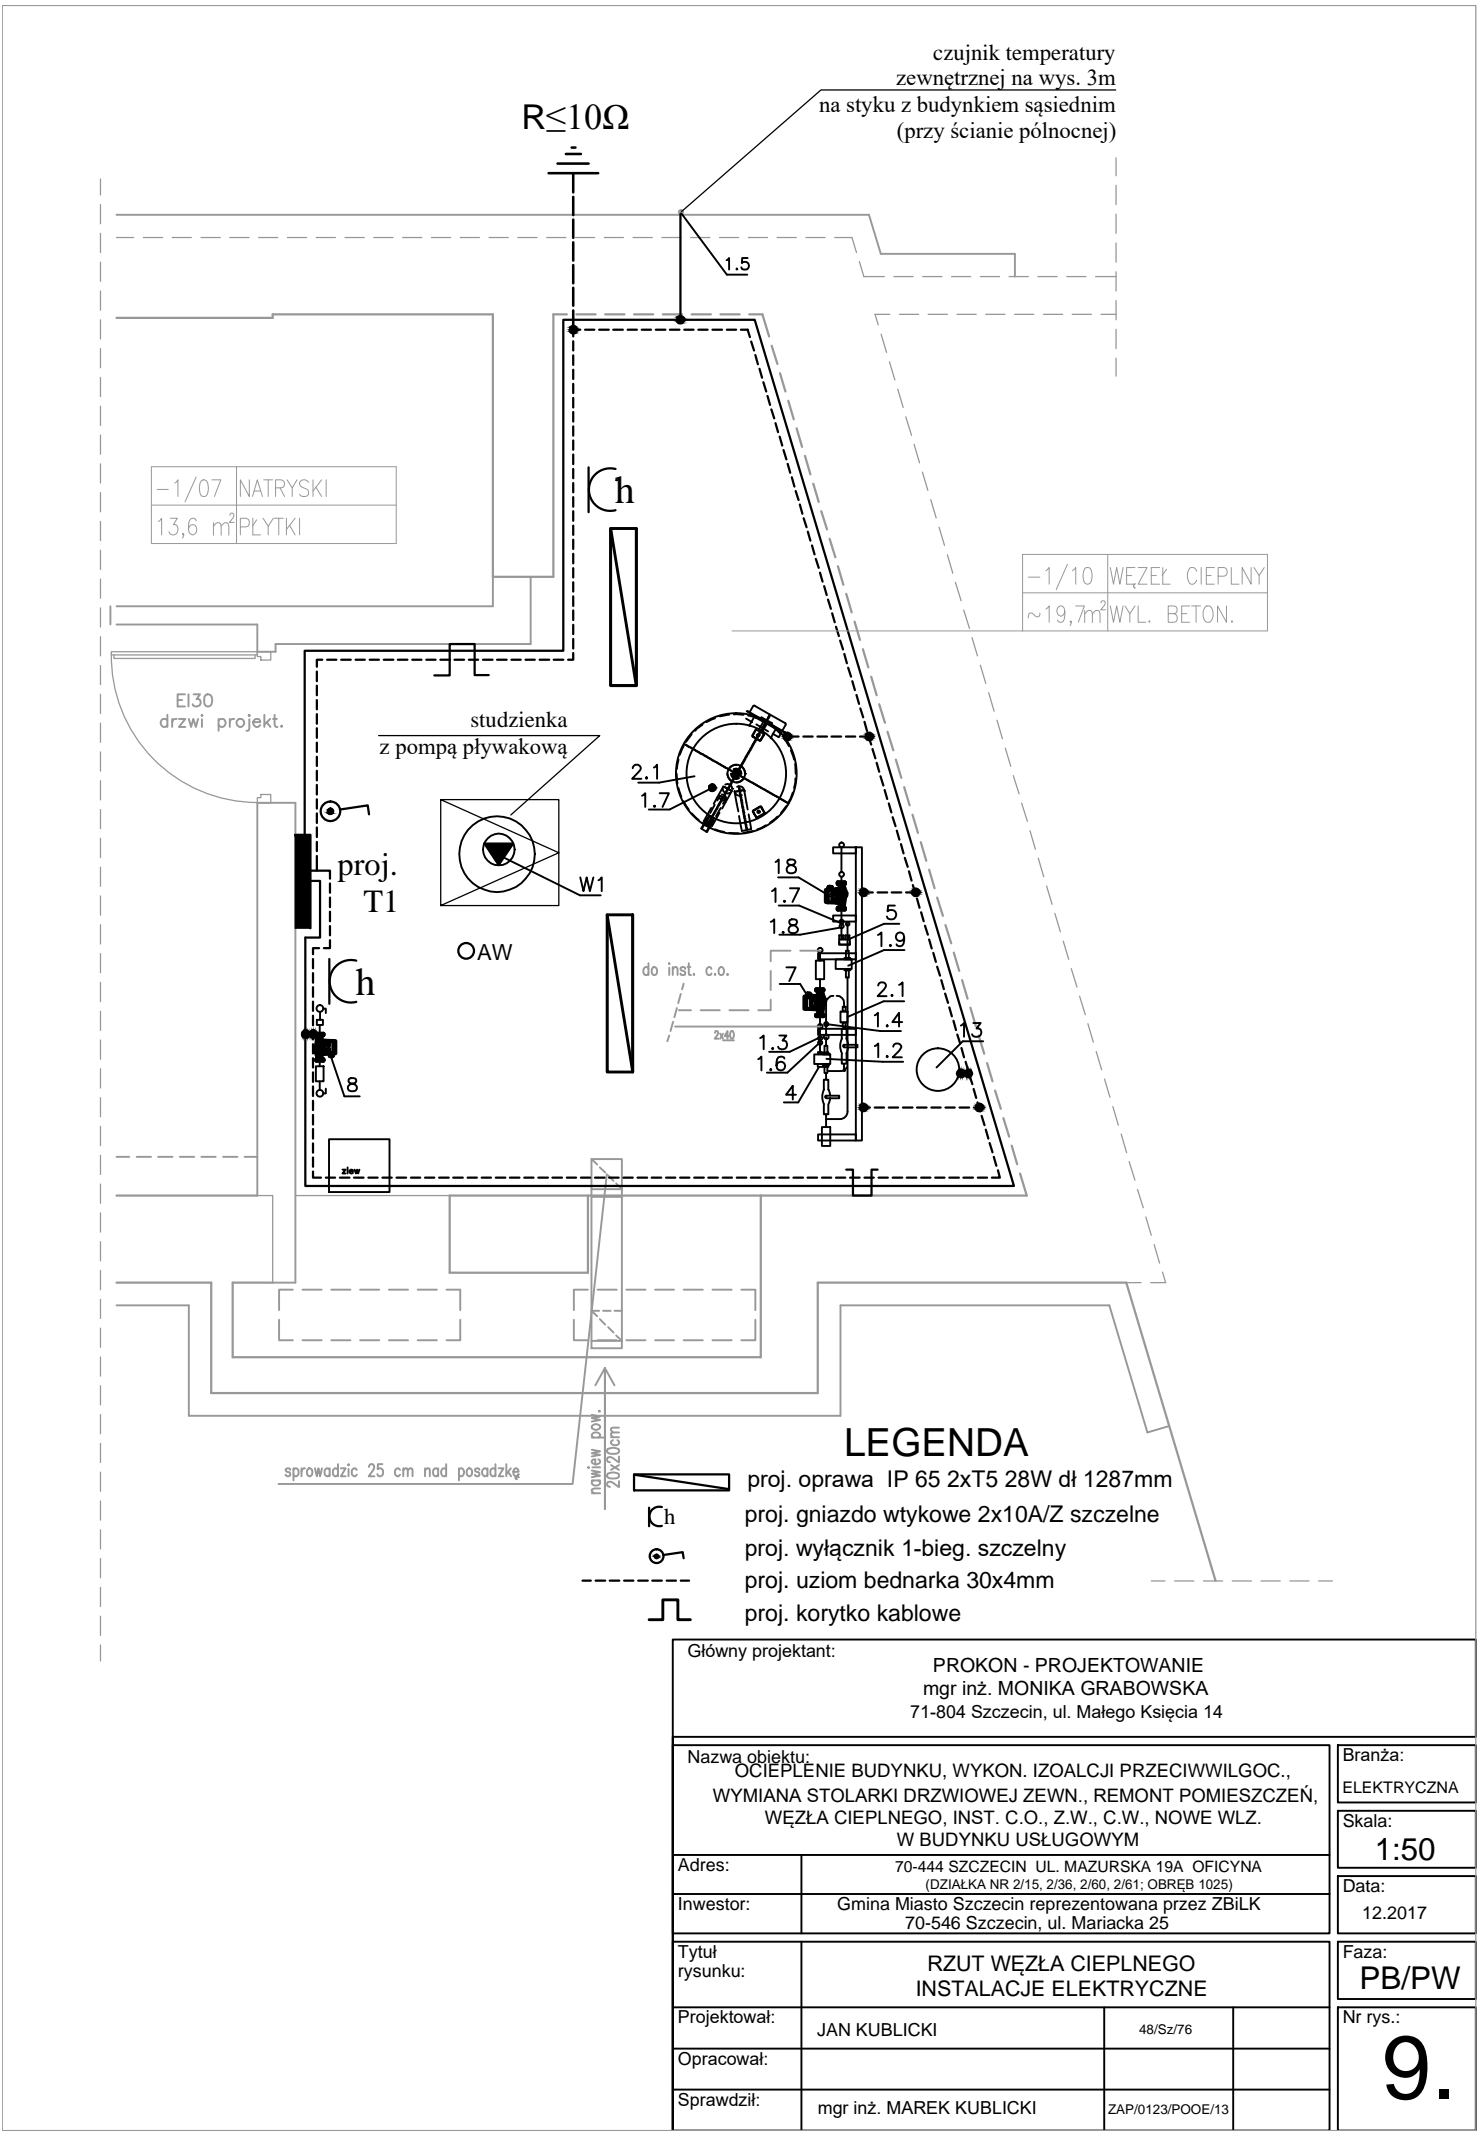 czujnik temperatury
zewnętrznej na wys. 3m
na styku z budynkiem sąsiednim
(przy ścianie pólnocnej)
R≤10Ω
1.5
h
-1/07 NATRYSKI
13,6 m² PŁYTKI
-1/10 WĘZEŁ CIEPLNY
~19,7m² WYL. BETON.
EI30
drzwi projekt.
studzienka
z pompą pływakową
2.1
1.7
proj.
T1
W1
18
1.7
1.8
5
1.9
AW
do inst. c.o.
h
7
2.1
1.4
2x40
1.3
1.6
1.2
13
4
8
zlew
sprowadzic 25 cm nad posadzkę
nawiew pow.
20x20cm
LEGENDA
proj. oprawa IP 65 2xT5 28W dł 1287mm
h proj. gniazdo wtykowe 2x10A/Z szczelne
proj. wyłącznik 1-bieg. szczelny
proj. uziom bednarka 30x4mm
proj. korytko kablowe
Główny projektant:
PROKON - PROJEKTOWANIE
mgr inż. MONIKA GRABOWSKA
71-804 Szczecin, ul. Małego Księcia 14
Nazwa obiektu:
OCIEPLENIE BUDYNKU, WYKON. IZOALCJI PRZECIWWILGOC.,
WYMIANA STOLARKI DRZWIOWEJ ZEWN., REMONT POMIESZCZEŃ,
WĘZŁA CIEPLNEGO, INST. C.O., Z.W., C.W., NOWE WLZ.
W BUDYNKU USŁUGOWYM
Branża:
ELEKTRYCZNA
Skala:
1:50
Adres:
70-444 SZCZECIN UL. MAZURSKA 19A OFICYNA
(DZIAŁKA NR 2/15, 2/36, 2/60, 2/61; OBRĘB 1025)
Data:
12.2017
Inwestor:
Gmina Miasto Szczecin reprezentowana przez ZBiLK
70-546 Szczecin, ul. Mariacka 25
Tytuł
rysunku:
RZUT WĘZŁA CIEPLNEGO
INSTALACJE ELEKTRYCZNE
Faza:
PB/PW
Projektował:
JAN KUBLICKI 48/Sz/76
Nr rys.:
9.
Opracował:
Sprawdził:
mgr inż. MAREK KUBLICKI ZAP/0123/POOE/13